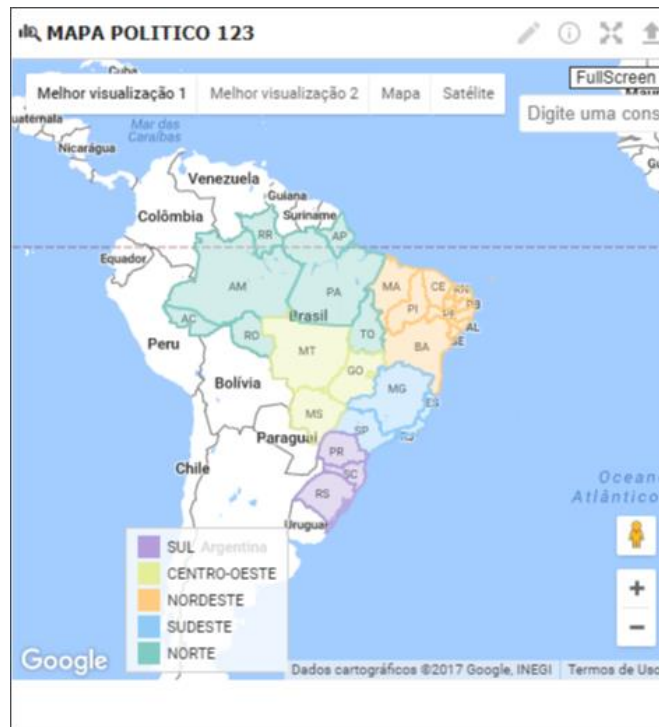 MAPA POLITICO 123
FullScreen
Melhor visualização 1 Melhor visualização 2 Mapa Satélite
Digite uma cons
Cuba
Mar das
Caraíbas
Nicarágua
Venezuela
Guiana
Suriname
Colômbia
RR
AP
Equador
AM
PA
MA
CE
RN
PB
PI
Brasil
AC
TO
AL
RO
SE
Peru
MT
BA
GO
Bolívia
MG
MS
ES
SP
RJ
Paraguai
PR
Chile
SC
RS
Ocean
Atlântico
Uruguai
SUL
Argentina
CENTRO-OESTE
NORDESTE
SUDESTE
NORTE
+
−
Google
Dados cartográficos ©2017 Google, INEGI Termos de Uso